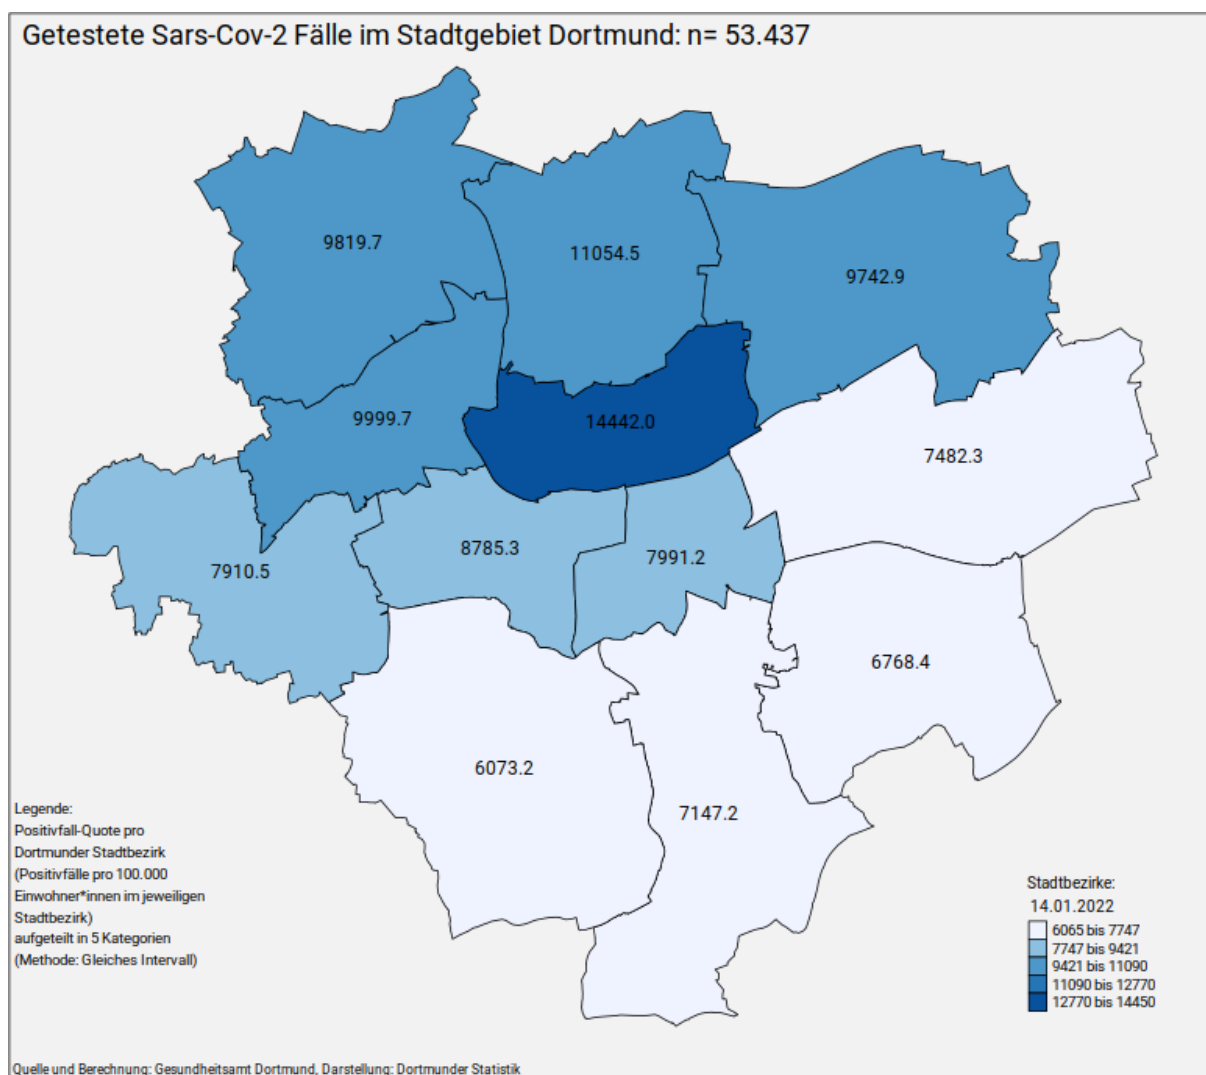 Getestete Sars-Cov-2 Fälle im Stadtgebiet Dortmund: n= 53.437
9819.7
11054.5
9742.9
9999.7
14442.0
7482.3
8785.3
7991.2
7910.5
6768.4
6073.2
7147.2
Legende:
Positivfall-Quote pro
Dortmunder Stadtbezirk
(Positivfälle pro 100.000
Einwohner*innen im jeweiligen
Stadtbezirk)
aufgeteilt in 5 Kategorien
(Methode: Gleiches Intervall)
Stadtbezirke:
14.01.2022
6065 bis 7747
7747 bis 9421
9421 bis 11090
11090 bis 12770
12770 bis 14450
Quelle und Berechnung: Gesundheitsamt Dortmund, Darstellung: Dortmunder Statistik